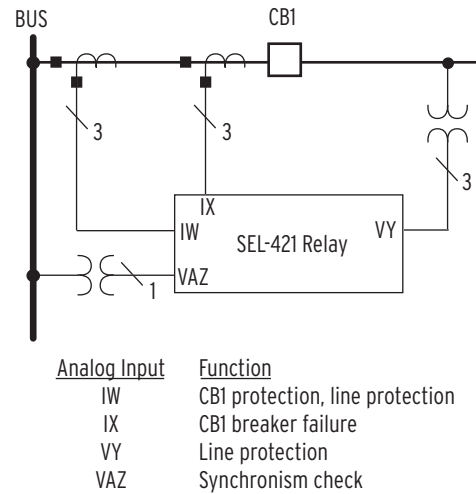 BUS
CB1
3
3
3
IX
IW
VY
SEL-421 Relay
VAZ
1
Analog Input Function
IW CB1 protection, line protection
IX CB1 breaker failure
VY Line protection
VAZ Synchronism check